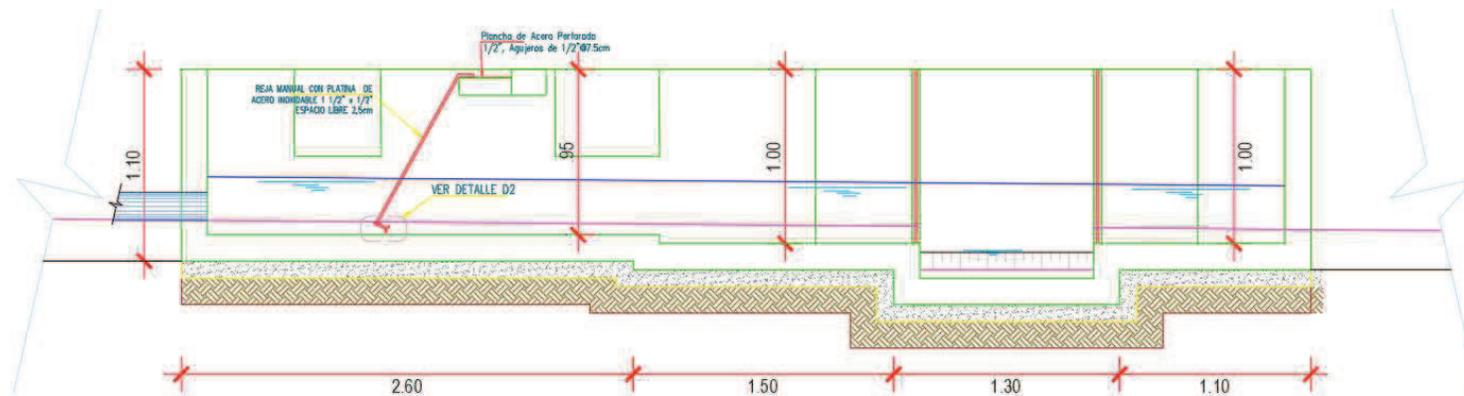 Plancha de Acero Perforada
1/2", Agujeros de 1/2"@7.5cm
REJA MANUAL CON PLATINA DE
ACERO INOXIDABLE 1 1/2" x 1/2"
ESPACIO LIBRE 2,5cm
1.10
.95
1.00
1.00
VER DETALLE D2
2.60
1.50
1.30
1.10